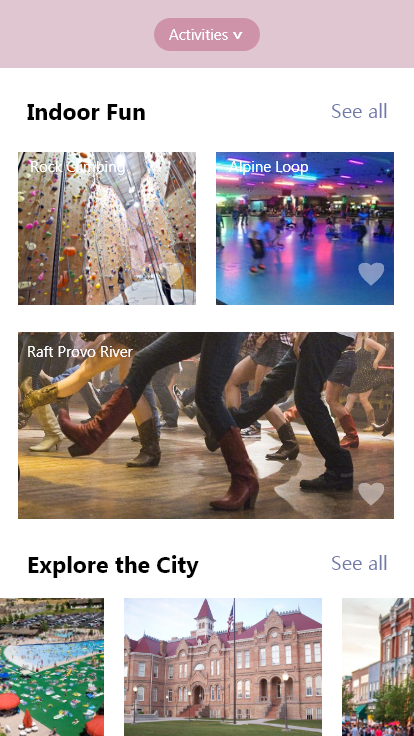 Activities
Indoor Fun
See all
Rock Climbing
Alpine Loop
Raft Provo River
Explore the City
See all